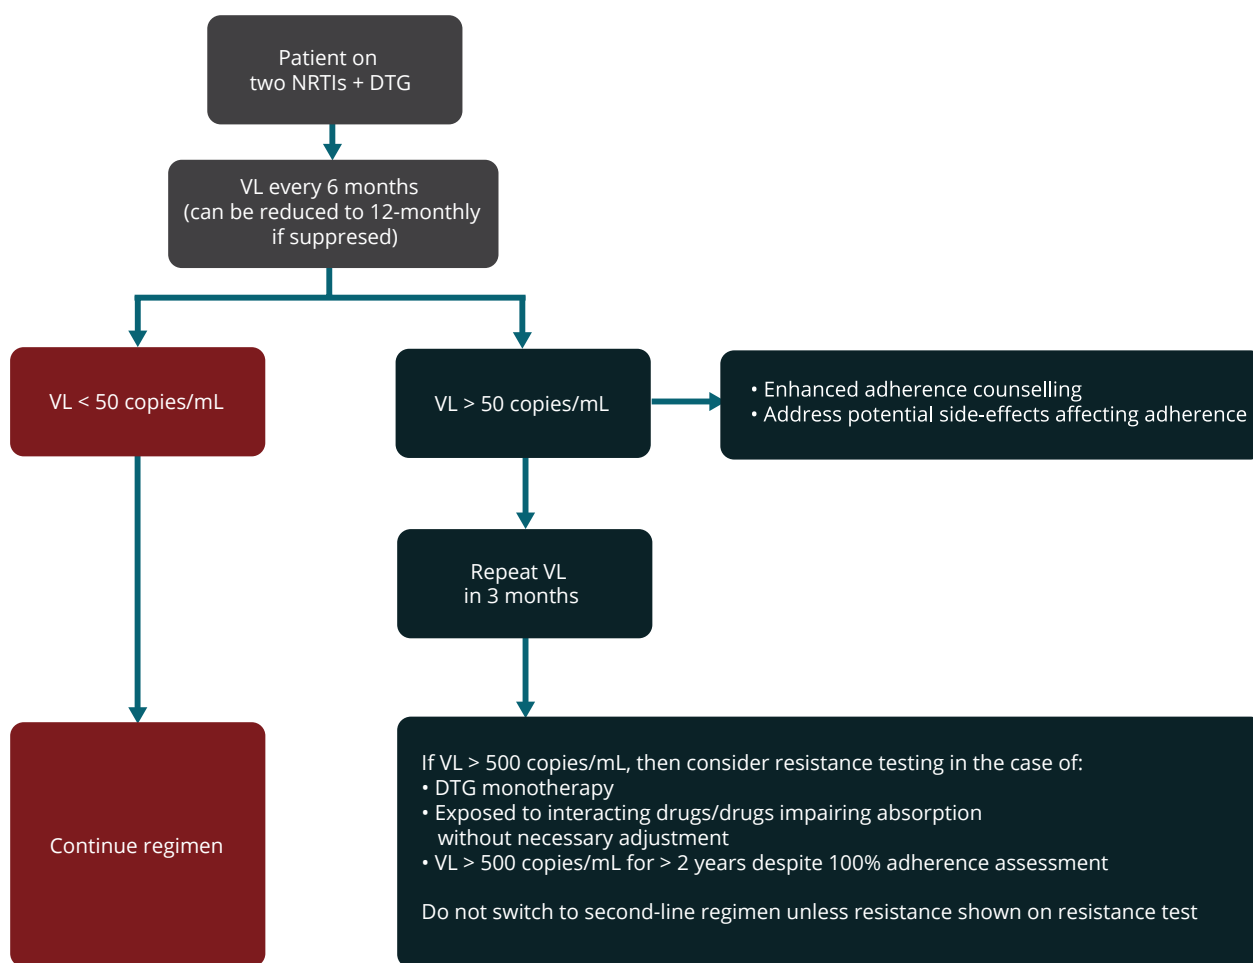 Patient on
two NRTIs + DTG
VL every 6 months
(can be reduced to 12-monthly
if suppresed)
VL < 50 copies/mL
VL > 50 copies/mL
• Enhanced adherence counselling
• Address potential side-effects affecting adherence
Repeat VL
in 3 months
Continue regimen
If VL > 500 copies/mL, then consider resistance testing in the case of:
• DTG monotherapy
• Exposed to interacting drugs/drugs impairing absorption
without necessary adjustment
• VL > 500 copies/mL for > 2 years despite 100% adherence assessment
Do not switch to second-line regimen unless resistance shown on resistance test